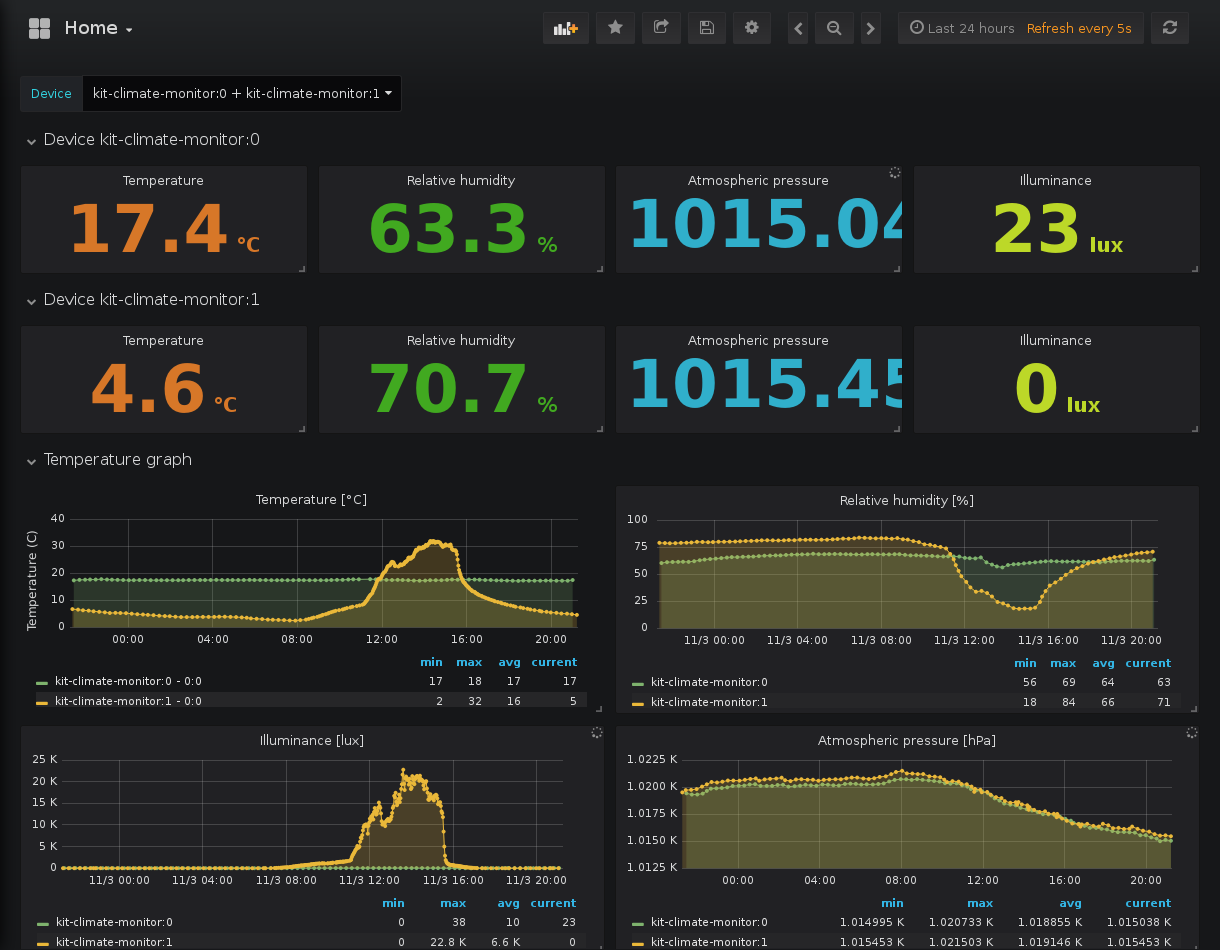 Home
Last 24 hours Refresh every 5s
Device kit-climate-monitor:0 + kit-climate-monitor:1
Device kit-climate-monitor:0
Temperature Relative humidity Atmospheric pressure Illuminance
17.4 °C 63.3 % 1015.04 23 lux
Device kit-climate-monitor:1
Temperature Relative humidity Atmospheric pressure Illuminance
4.6 °C 70.7 % 1015.45 0 lux
Temperature graph
Temperature [°C]
Temperature (C)
40
30
20
10
0
00:00 04:00 08:00 12:00 16:00 20:00
min max avg current
kit-climate-monitor:0 - 0:0 17 18 17 17
kit-climate-monitor:1 - 0:0 2 32 16 5
Relative humidity [%]
100
75
50
25
0
11/3 00:00 11/3 04:00 11/3 08:00 11/3 12:00 11/3 16:00 11/3 20:00
min max avg current
kit-climate-monitor:0 56 69 64 63
kit-climate-monitor:1 18 84 66 71
Illuminance [lux]
25 K
20 K
15 K
10 K
5 K
0
11/3 00:00 11/3 04:00 11/3 08:00 11/3 12:00 11/3 16:00 11/3 20:00
min max avg current
kit-climate-monitor:0 0 38 10 23
kit-climate-monitor:1 0 22.8 K 6.6 K 0
Atmospheric pressure [hPa]
1.0225 K
1.0200 K
1.0175 K
1.0150 K
1.0125 K
00:00 04:00 08:00 12:00 16:00 20:00
min max avg current
kit-climate-monitor:0 1.014995 K 1.020733 K 1.018855 K 1.015038 K
kit-climate-monitor:1 1.015453 K 1.021503 K 1.019146 K 1.015453 K